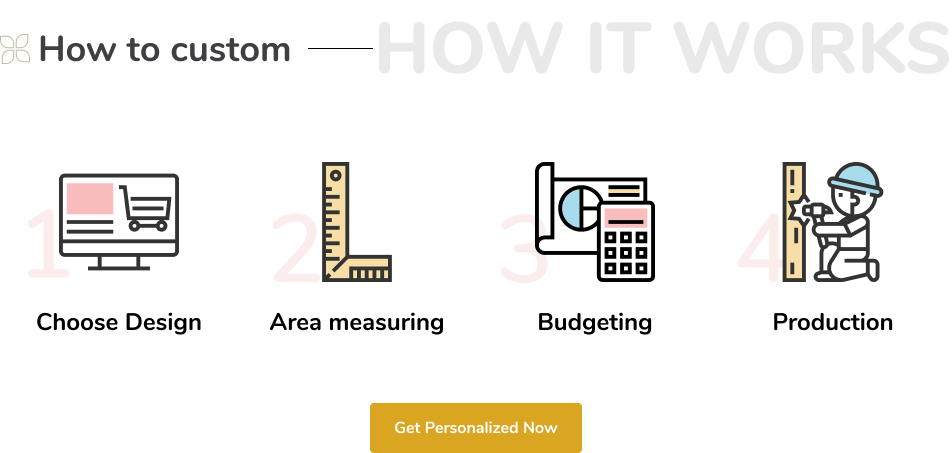 How to custom
HOW IT WORKS
1
2
3
4
Choose Design
Area measuring
Budgeting
Production
Get Personalized Now